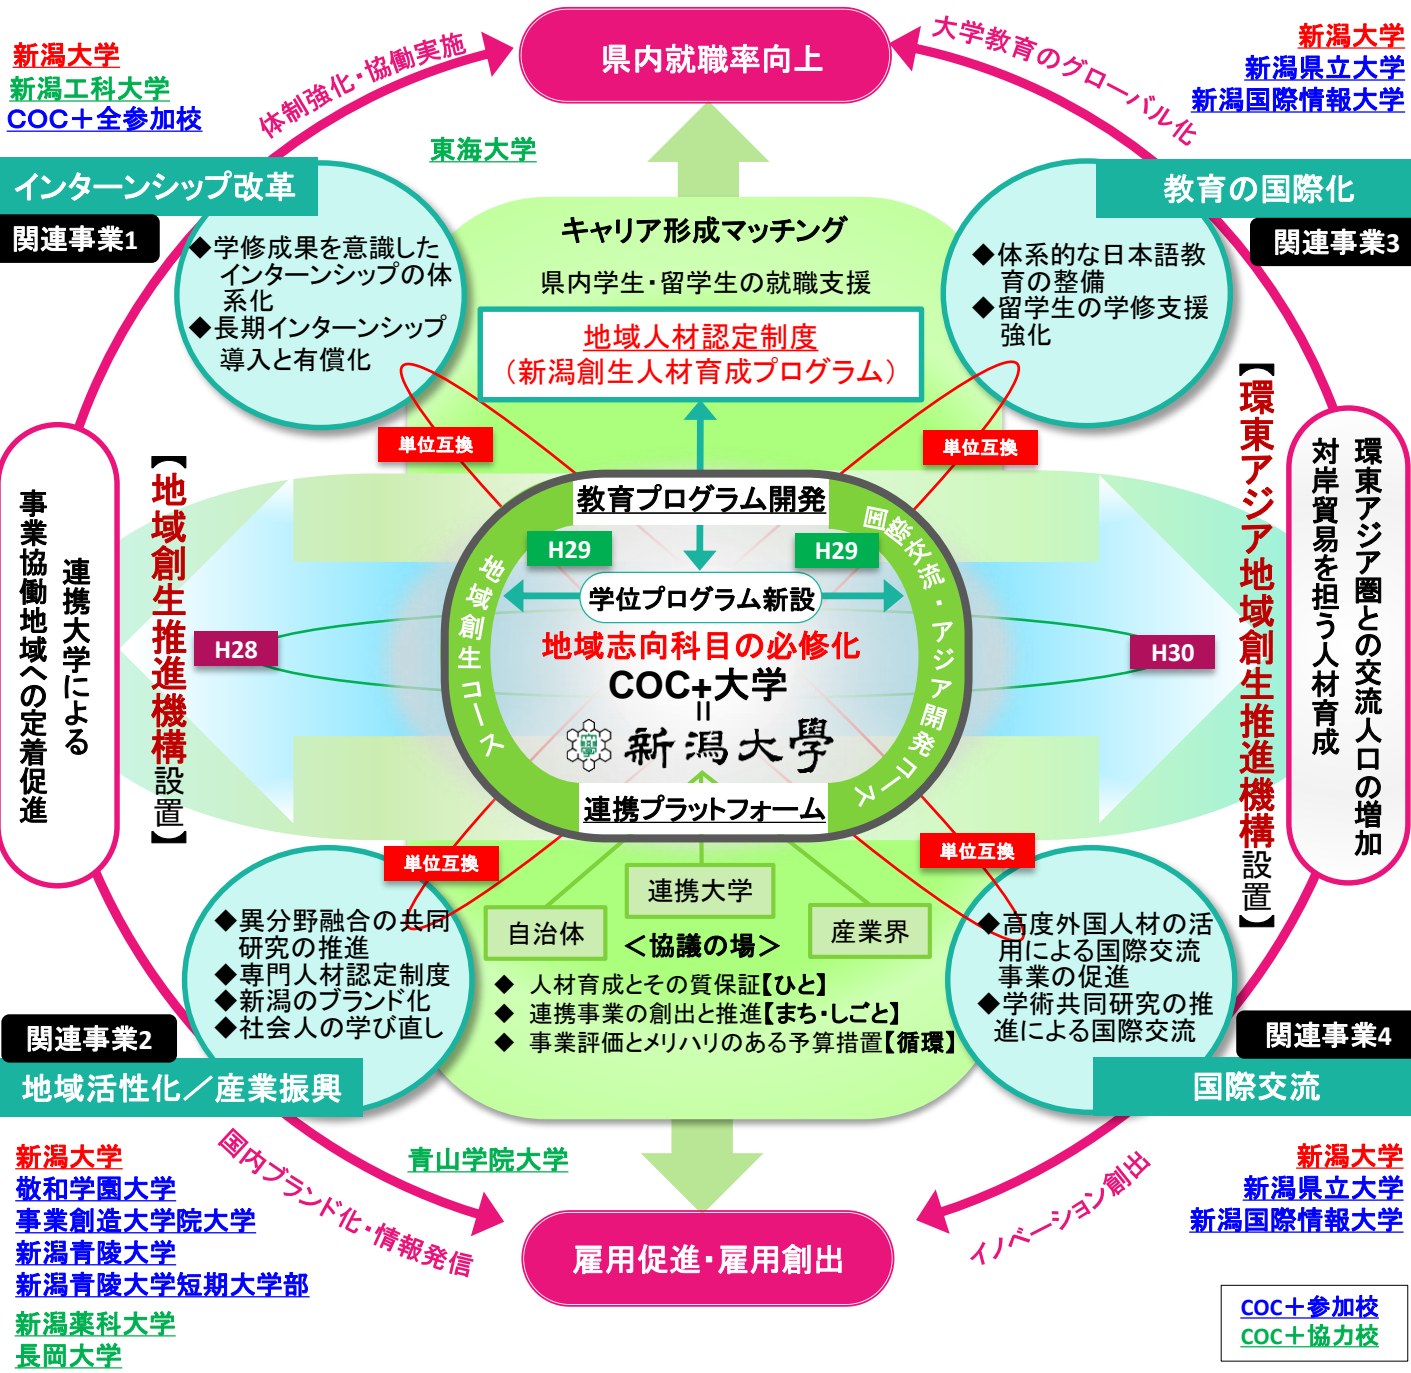 県内就職率向上
体制強化・協働実施
大学教育のグローバル化
新潟大学
新潟工科大学
COC＋全参加校
東海大学
新潟大学
新潟県立大学
新潟国際情報大学
インターンシップ改革
関連事業1
◆学修成果を意識した
インターンシップの体
系化
◆長期インターンシップ
導入と有償化
教育の国際化
関連事業3
◆体系的な日本語教
育の整備
◆留学生の学修支援
強化
キャリア形成マッチング
県内学生・留学生の就職支援
地域人材認定制度
（新潟創生人材育成プログラム）
単位互換
単位互換
連携大学による
事業協働地域への定着促進
【地域創生推進機構設置】
【環東アジア地域創生推進機構設置】
環東アジア圏との交流人口の増加
対岸貿易を担う人材育成
教育プログラム開発
地域創生コース
国際交流・アジア開発コース
H29
H29
学位プログラム新設
地域志向科目の必修化
COC+大学
＝
新潟大學
連携プラットフォーム
H28
H30
単位互換
単位互換
自治体
連携大学
産業界
＜協議の場＞
◆ 人材育成とその質保証【ひと】
◆ 連携事業の創出と推進【まち・しごと】
◆ 事業評価とメリハリのある予算措置【循環】
◆異分野融合の共同
研究の推進
◆専門人材認定制度
◆新潟のブランド化
◆社会人の学び直し
関連事業2
地域活性化／産業振興
◆高度外国人材の活
用による国際交流
事業の促進
◆学術共同研究の推
進による国際交流
関連事業4
国際交流
新潟大学
敬和学園大学
事業創造大学院大学
新潟青陵大学
新潟青陵大学短期大学部
新潟薬科大学
長岡大学
国内ブランド化・情報発信
青山学院大学
雇用促進・雇用創出
イノベーション創出
新潟大学
新潟県立大学
新潟国際情報大学
COC＋参加校
COC＋協力校